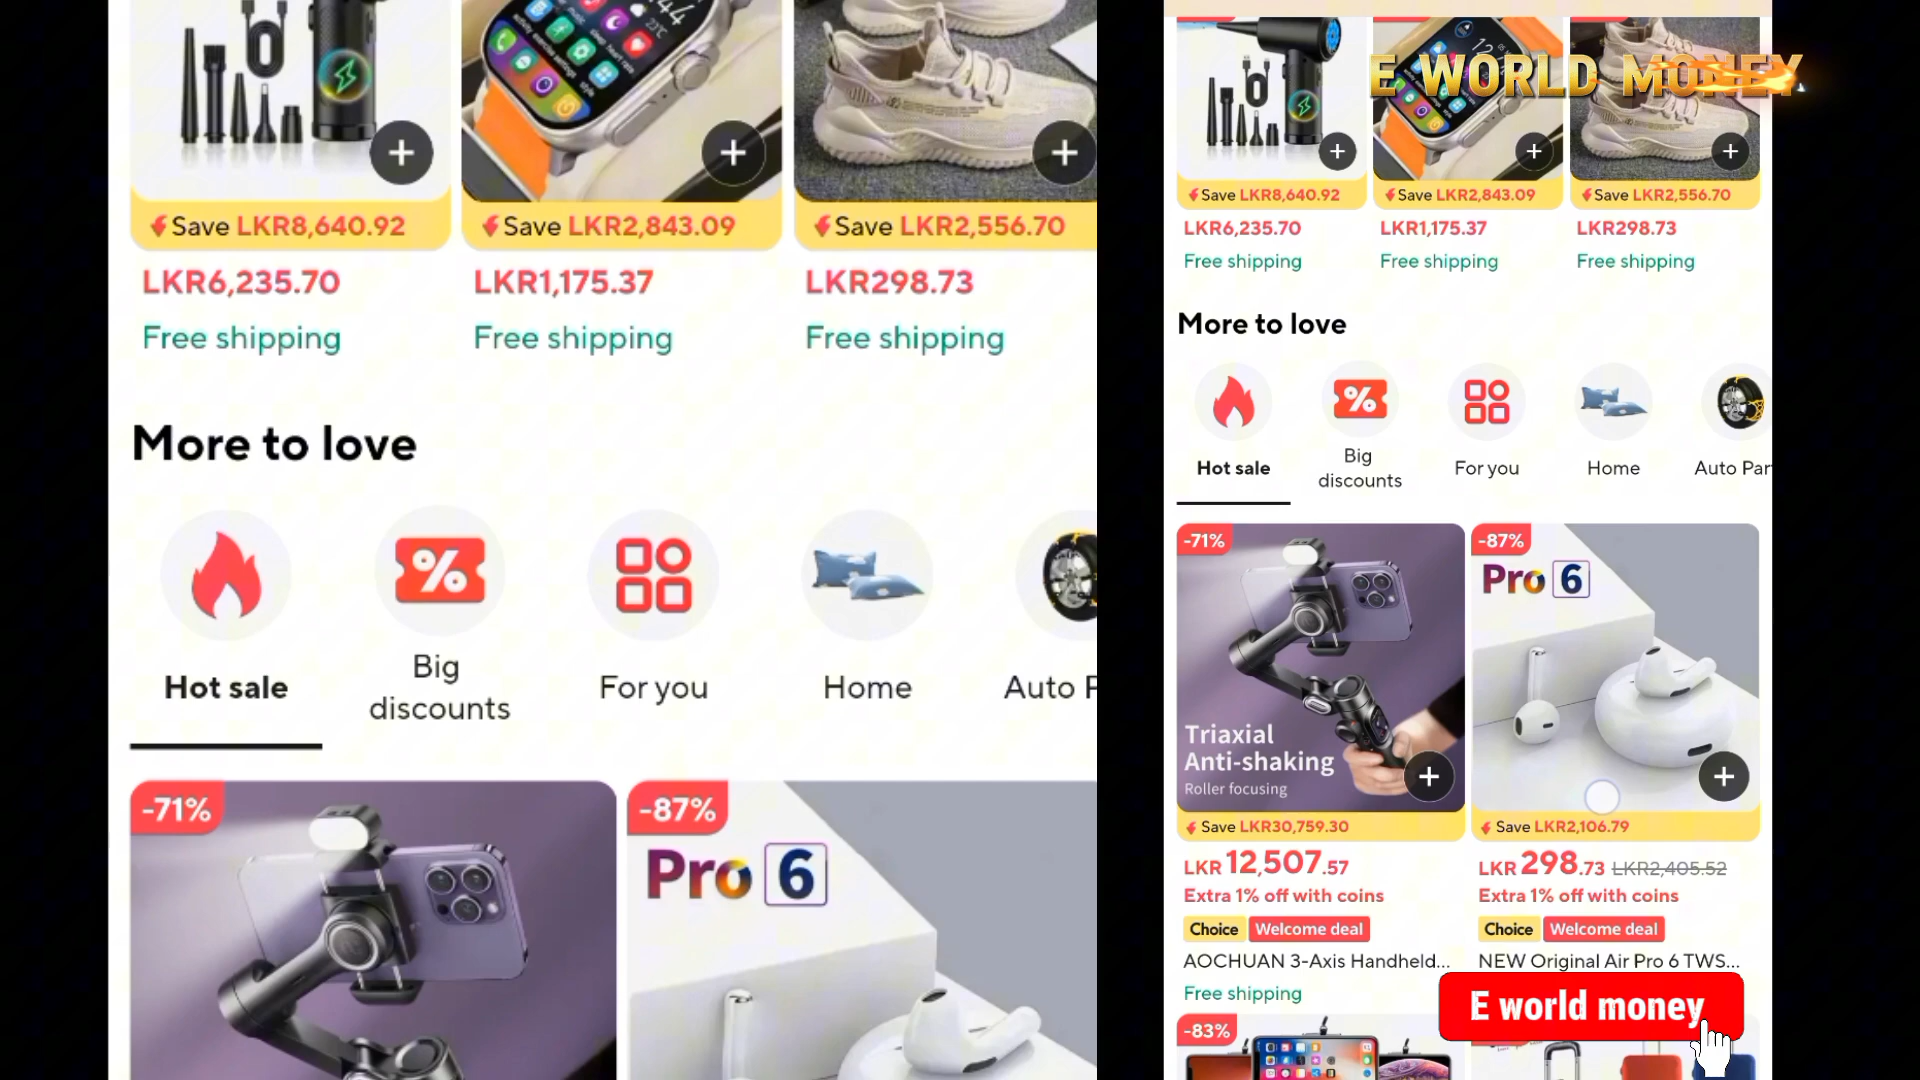 Save LKR8,640.92
Save LKR2,843.09
Save LKR2,556.70
LKR6,235.70
LKR1,175.37
LKR298.73
Free shipping
Free shipping
Free shipping
More to love
Hot sale
Big
discounts
For you
Home
Auto P
-71%
-87%
Pro 6
E WORLD MONEY
Save LKR8,640.92
Save LKR2,843.09
Save LKR2,556.70
LKR6,235.70
LKR1,175.37
LKR298.73
Free shipping
Free shipping
Free shipping
More to love
Hot sale
Big
discounts
For you
Home
Auto Par
-71%
-87%
Pro 6
Triaxial
Anti-shaking
Roller focusing
Save LKR30,759.30
Save LKR2,106.79
LKR 12,507.57
LKR 298.73 LKR2,405.52
Extra 1% off with coins
Extra 1% off with coins
Choice Welcome deal
Choice Welcome deal
AOCHUAN 3-Axis Handheld...
NEW Original Air Pro 6 TWS...
Free shipping
E world money
-83%